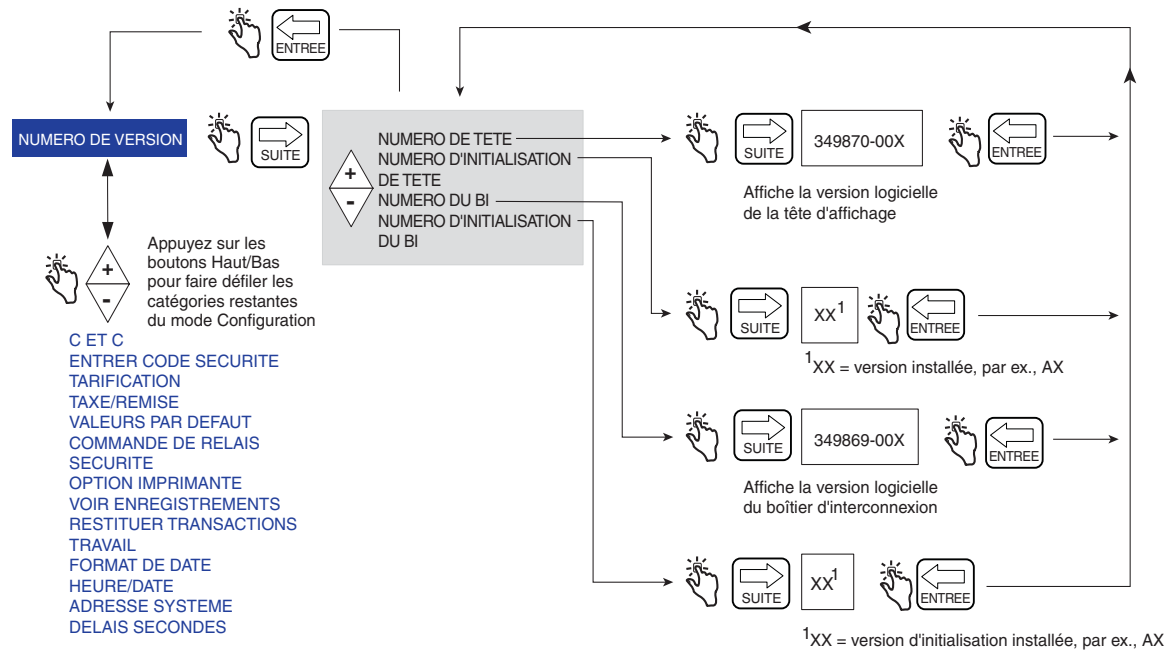 ENTREE
NUMERO DE VERSION
SUITE
NUMERO DE TETE
NUMERO D'INITIALISATION
DE TETE
NUMERO DU BI
NUMERO D'INITIALISATION
DU BI
+
-
SUITE
349870-00X
ENTREE
Affiche la version logicielle
de la tête d'affichage
Appuyez sur les
boutons Haut/Bas
pour faire défiler les
catégories restantes
du mode Configuration
+
-
C ET C
ENTRER CODE SECURITE
TARIFICATION
TAXE/REMISE
VALEURS PAR DEFAUT
COMMANDE DE RELAIS
SECURITE
OPTION IMPRIMANTE
VOIR ENREGISTREMENTS
RESTITUER TRANSACTIONS
TRAVAIL
FORMAT DE DATE
HEURE/DATE
ADRESSE SYSTEME
DELAIS SECONDES
SUITE
XX1
ENTREE
1XX = version installée, par ex., AX
SUITE
349869-00X
ENTREE
Affiche la version logicielle
du boîtier d'interconnexion
SUITE
XX1
ENTREE
1XX = version d'initialisation installée, par ex., AX